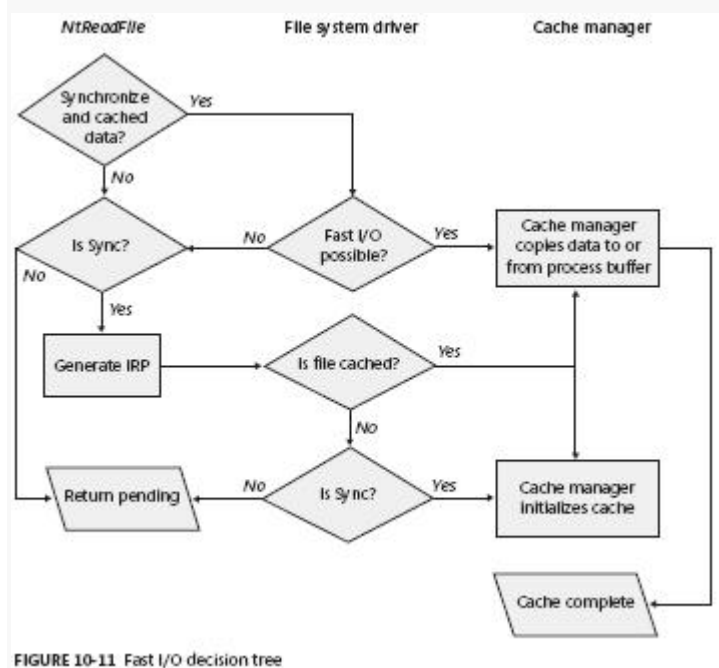 NtReadFile
File system driver
Cache manager
Synchronize
and cached
data?
Yes
No
Is Sync?
No
Fast I/O
possible?
Yes
Cache manager
copies data to or
from process buffer
No
Yes
Generate IRP
Is file cached?
Yes
No
Return pending
No
Is Sync?
Yes
Cache manager
initializes cache
Cache complete
FIGURE 10-11 Fast I/O decision tree